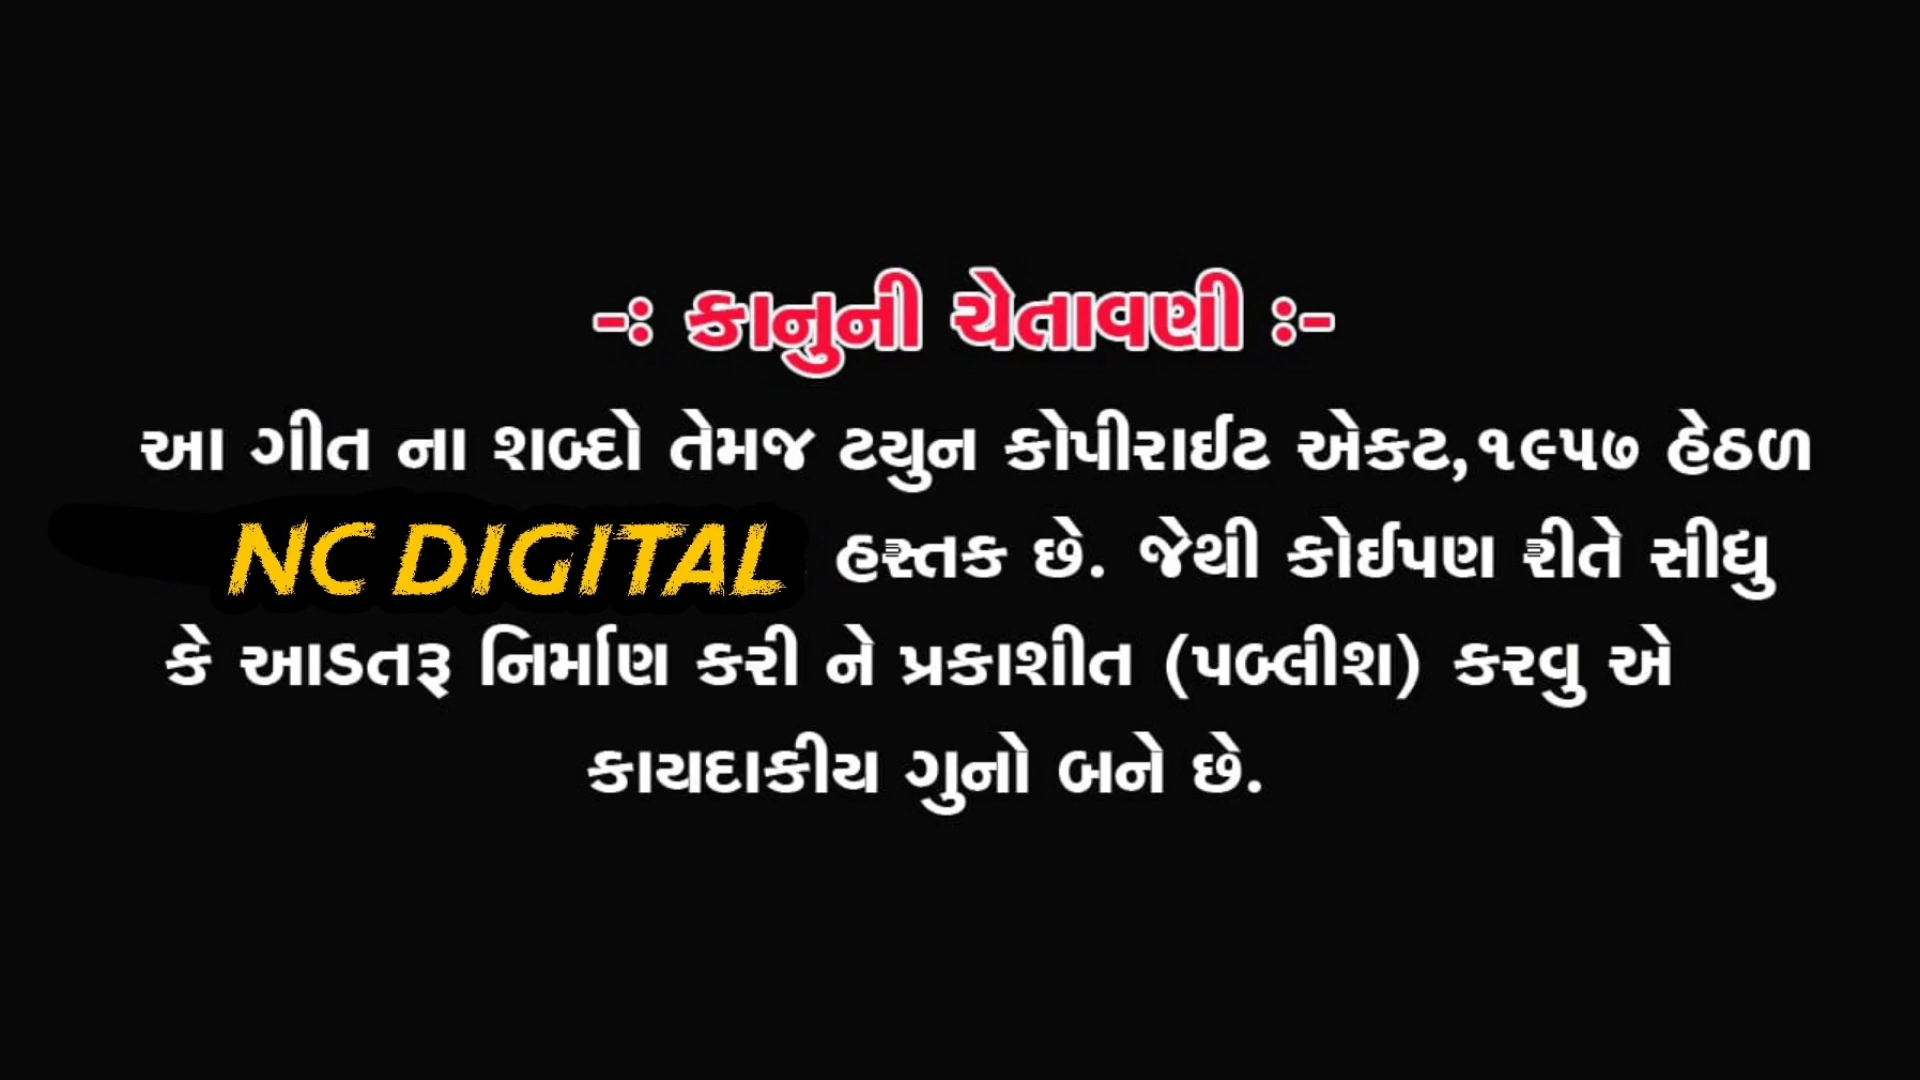 -ઃ કાનુની ચેતાવણી ઃ-
આ ગીત ના શબ્દો તેમજ ટયુન કોપીરાઈટ એકટ,૧૯૫૭ હેઠળ
NC DIGITAL હસ્તક છે. જેથી કોઈપણ રીતે સીધુ
કે આડતરૂ નિર્માણ કરી ને પ્રકાશીત (પબ્લીશ) કરવુ એ
કાયદાકીય ગુનો બને છે.